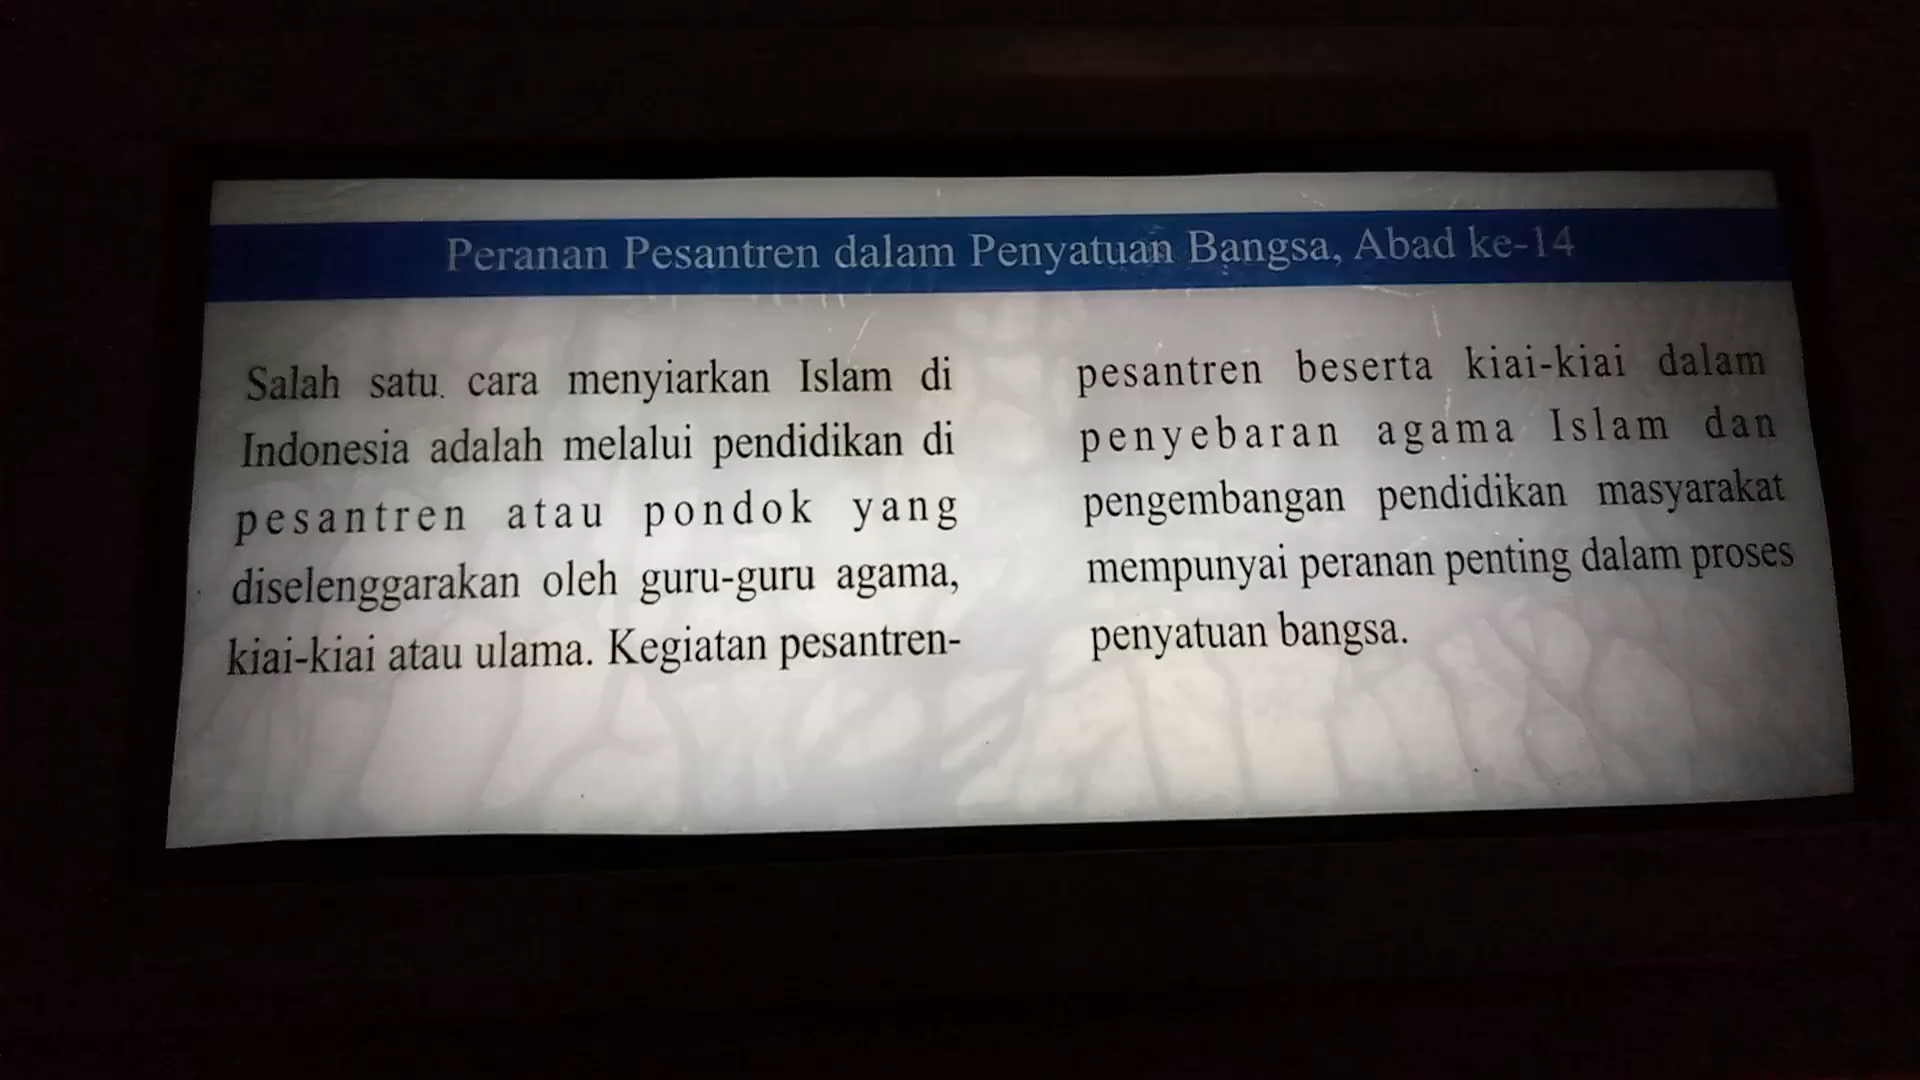 Peranan Pesantren dalam Penyatuan Bangsa, Abad ke-14
Salah satu cara menyiarkan Islam di
Indonesia adalah melalui pendidikan di
pesantren atau pondok yang
diselenggarakan oleh guru-guru agama,
kiai-kiai atau ulama. Kegiatan pesantren-
pesantren beserta kiai-kiai dalam
penyebaran agama Islam dan
pengembangan pendidikan masyarakat
mempunyai peranan penting dalam proses
penyatuan bangsa.